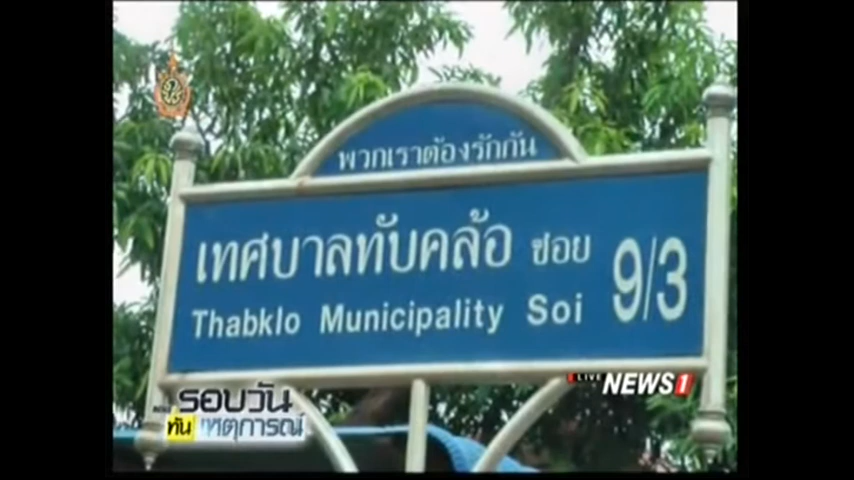 พวกเราต้องรักกัน
เทศบาลทับคล้อ ซอย 9/3
Thabklo Municipality Soi
LIVE NEWS1
รอบวัน
ทันเหตุการณ์